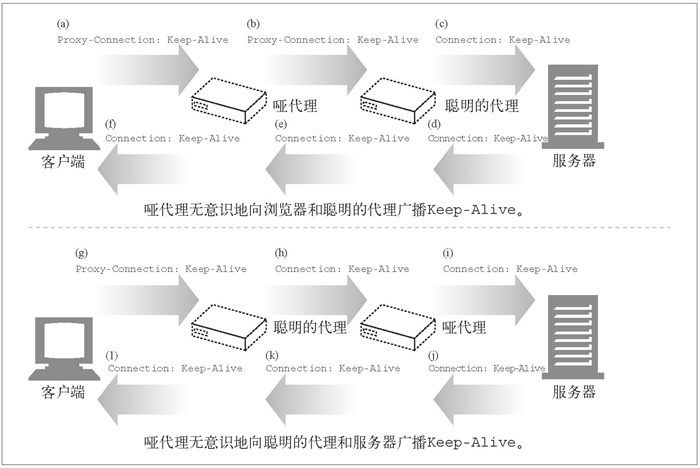 (a) (b) (c)
Proxy-Connection: Keep-Alive Proxy-Connection: Keep-Alive Connection: Keep-Alive
哑代理 聪明的代理
(f) (e) (d)
Connection: Keep-Alive Connection: Keep-Alive Connection: Keep-Alive
客户端 服务器
哑代理无意识地向浏览器和聪明的代理广播Keep-Alive。
(g) (h) (i)
Proxy-Connection: Keep-Alive Connection: Keep-Alive Connection: Keep-Alive
聪明的代理 哑代理
(l) (k) (j)
Connection: Keep-Alive Connection: Keep-Alive Connection: Keep-Alive
客户端 服务器
哑代理无意识地向聪明的代理和服务器广播Keep-Alive。